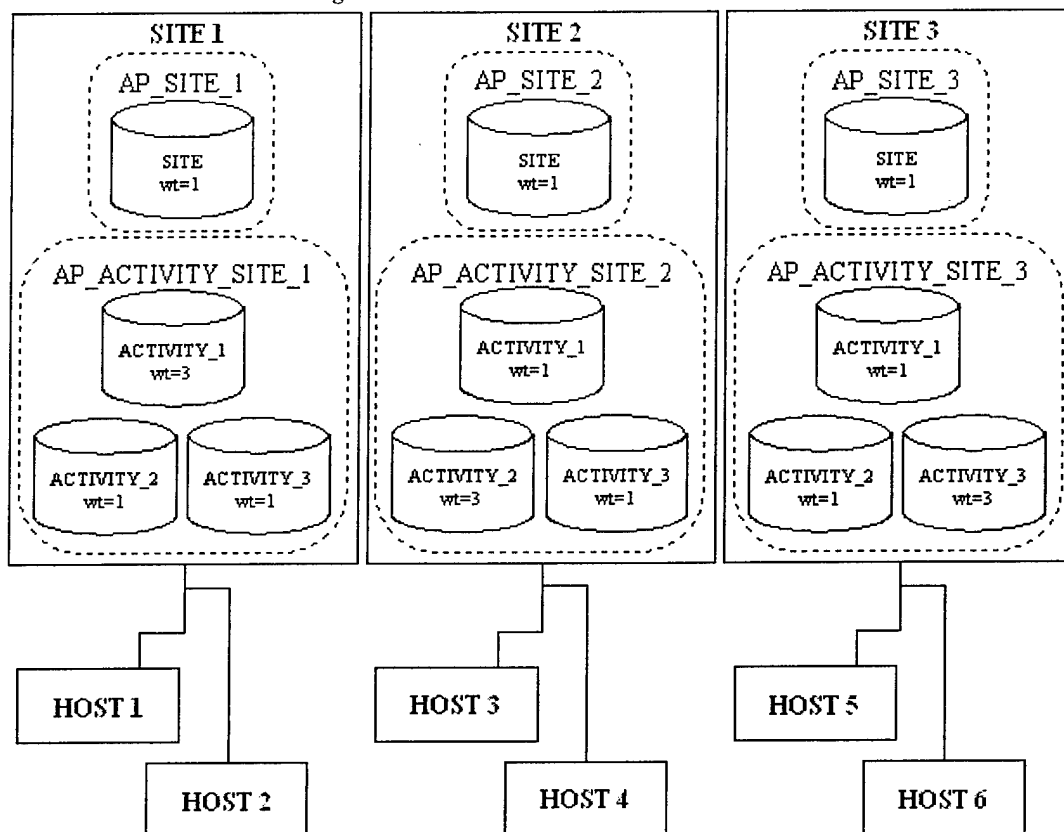 SITE 1
AP_SITE_1
SITE
wt=1
AP_ACTIVITY_SITE_1
ACTIVITY_1
wt=3
ACTIVITY_2
wt=1
ACTIVITY_3
wt=1
HOST 1
HOST 2
SITE 2
AP_SITE_2
SITE
wt=1
AP_ACTIVITY_SITE_2
ACTIVITY_1
wt=1
ACTIVITY_2
wt=3
ACTIVITY_3
wt=1
HOST 3
HOST 4
SITE 3
AP_SITE_3
SITE
wt=1
AP_ACTIVITY_SITE_3
ACTIVITY_1
wt=1
ACTIVITY_2
wt=1
ACTIVITY_3
wt=3
HOST 5
HOST 6